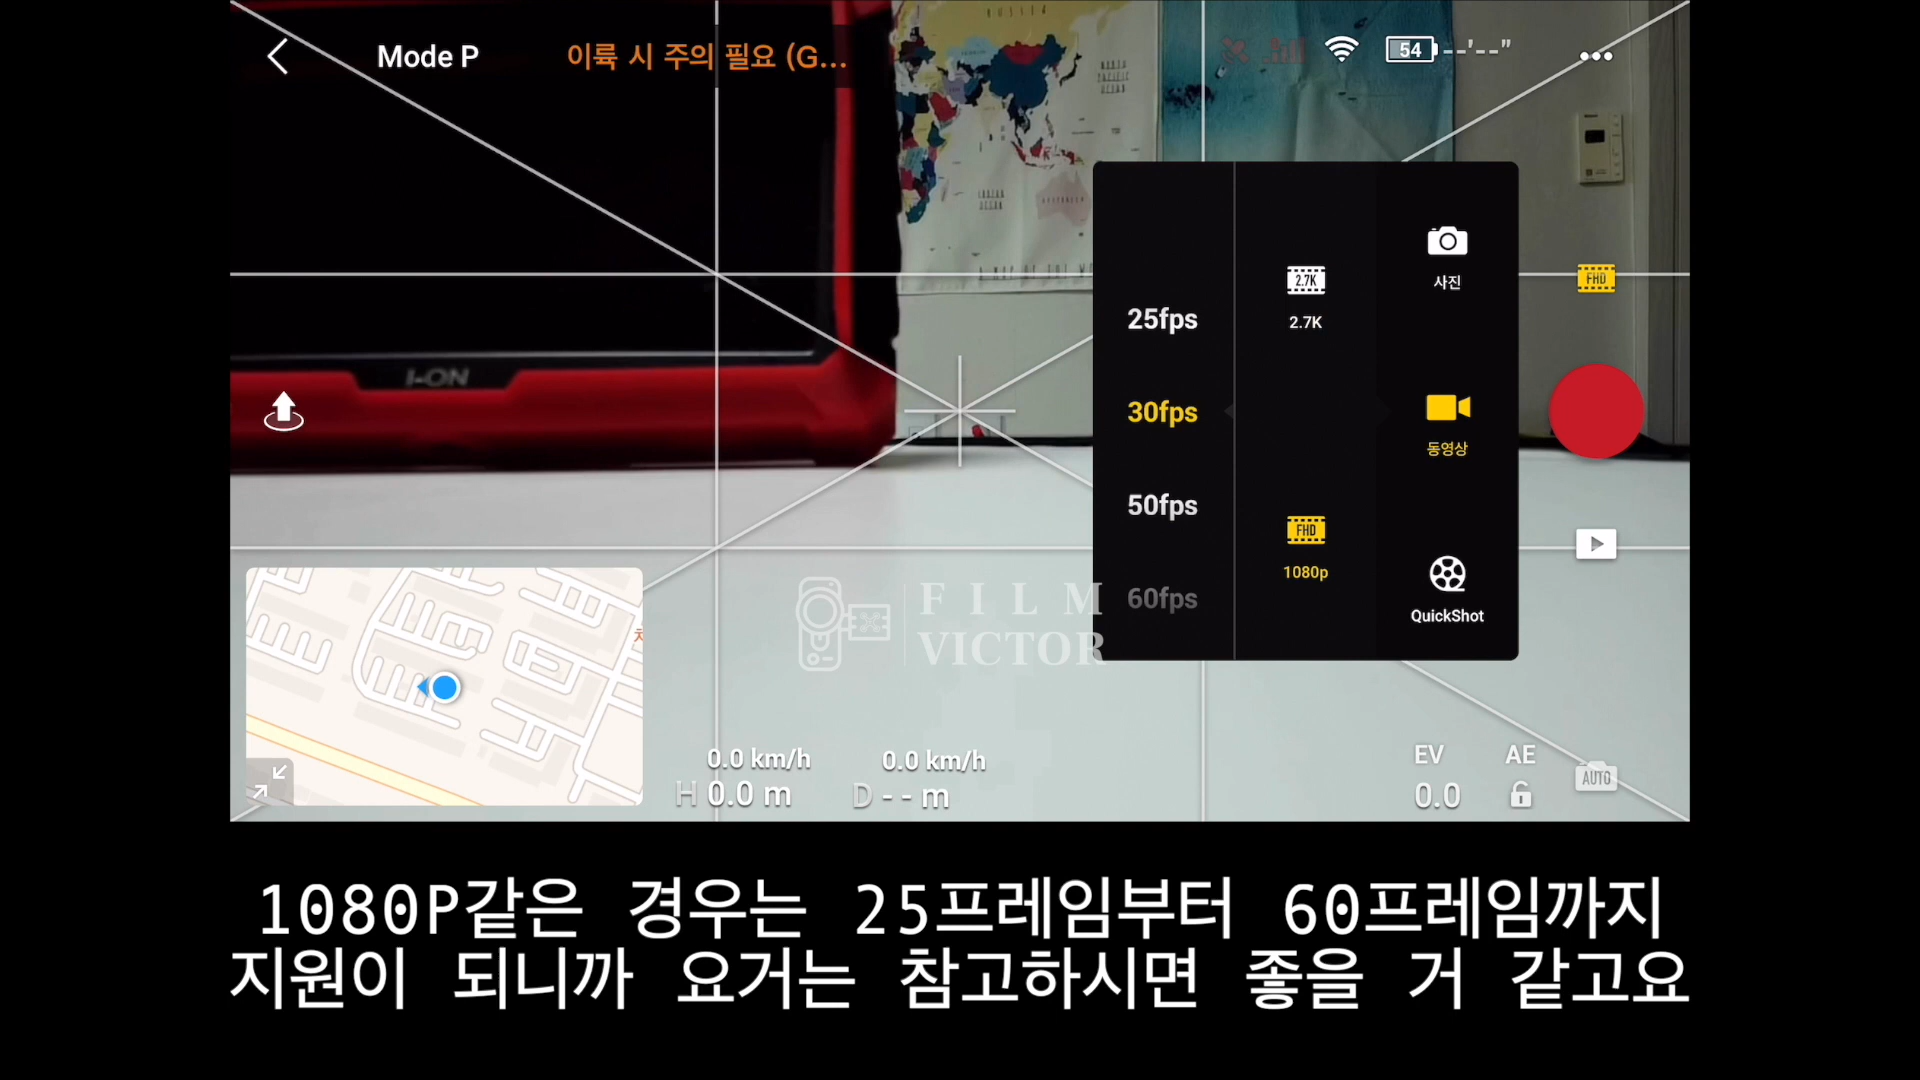 Mode P
이륙 시 주의 필요 (G...
54
--'--"
RUSSIA
I-ON
25fps
30fps
50fps
60fps
2.7K
2.7K
FHD
1080p
사진
동영상
QuickShot
FHD
FILM
VICTOR
0.0 km/h
0.0 km/h
H 0.0 m
D -- m
EV
0.0
AE
AUTO
1080P같은 경우는 25프레임부터 60프레임까지
지원이 되니까 요거는 참고하시면 좋을 거 같고요